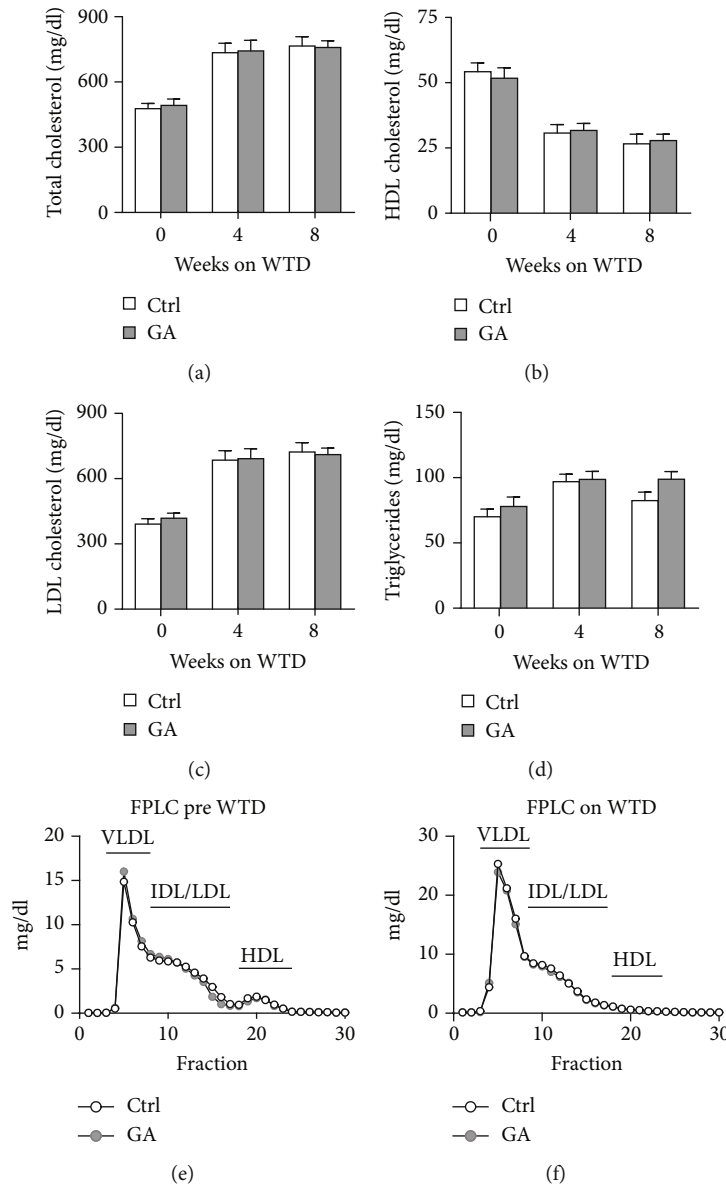 Total cholesterol (mg/dl)
900
600
300
0
0 4 8
Weeks on WTD
Ctrl
GA
(a)
HDL cholesterol (mg/dl)
75
50
25
0
0 4 8
Weeks on WTD
Ctrl
GA
(b)
LDL cholesterol (mg/dl)
900
600
300
0
0 4 8
Weeks on WTD
Ctrl
GA
(c)
Triglycerides (mg/dl)
150
100
50
0
0 4 8
Weeks on WTD
Ctrl
GA
(d)
FPLC pre WTD
mg/dl
20
15
10
5
0
VLDL
IDL/LDL
HDL
0 10 20 30
Fraction
Ctrl
GA
(e)
FPLC on WTD
mg/dl
30
20
10
0
VLDL
IDL/LDL
HDL
0 10 20 30
Fraction
Ctrl
GA
(f)